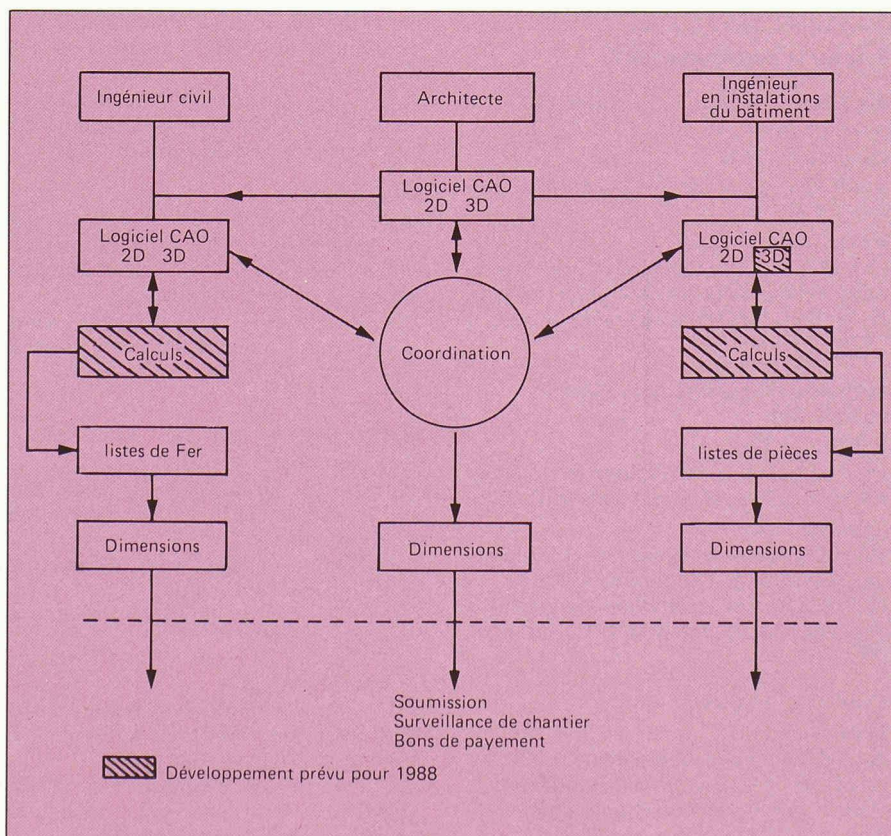 Ingénieur civil
Architecte
Ingénieur
en instalations
du bâtiment
Logiciel CAO
2D 3D
Logiciel CAO
2D 3D
Logiciel CAO
2D 3D
Calculs
Coordination
Calculs
listes de Fer
listes de pièces
Dimensions
Dimensions
Dimensions
Soumission
Surveillance de chantier
Bons de payement
Développement prévu pour 1988